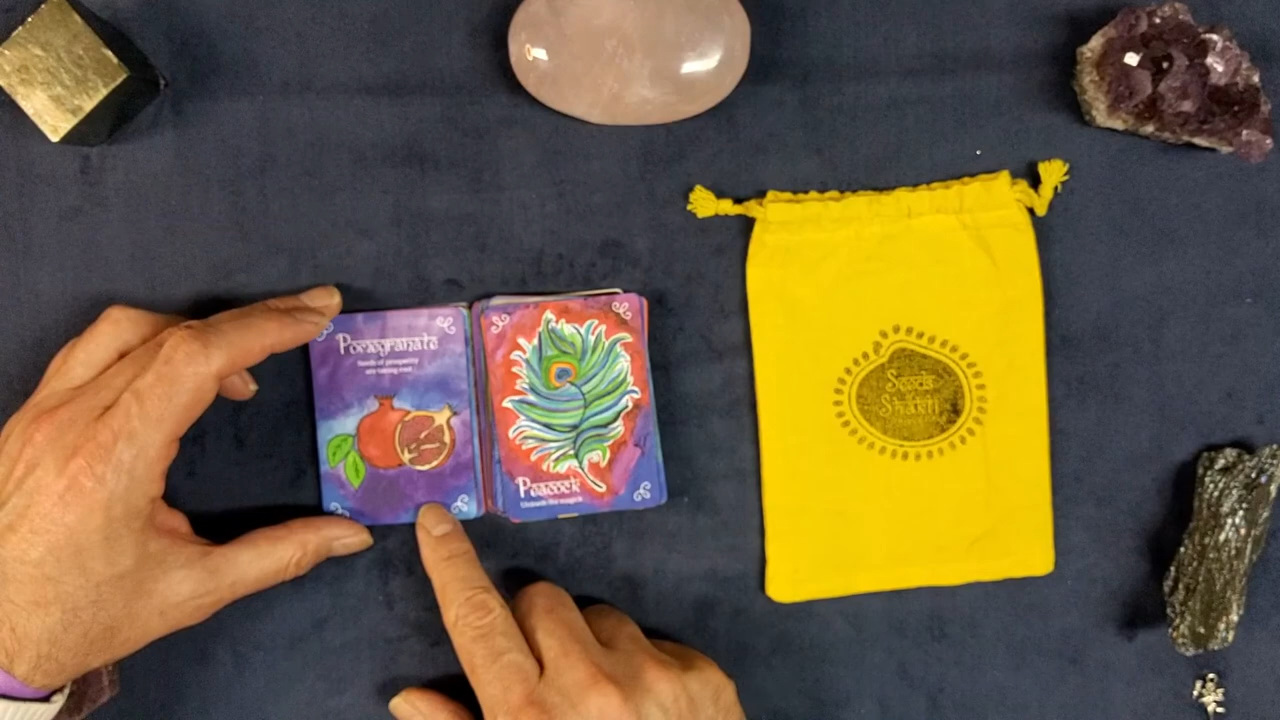 Pomegranate
Seeds of prosperity
are taking root
Peacock
Unleash the magick
Seeds
Shakti